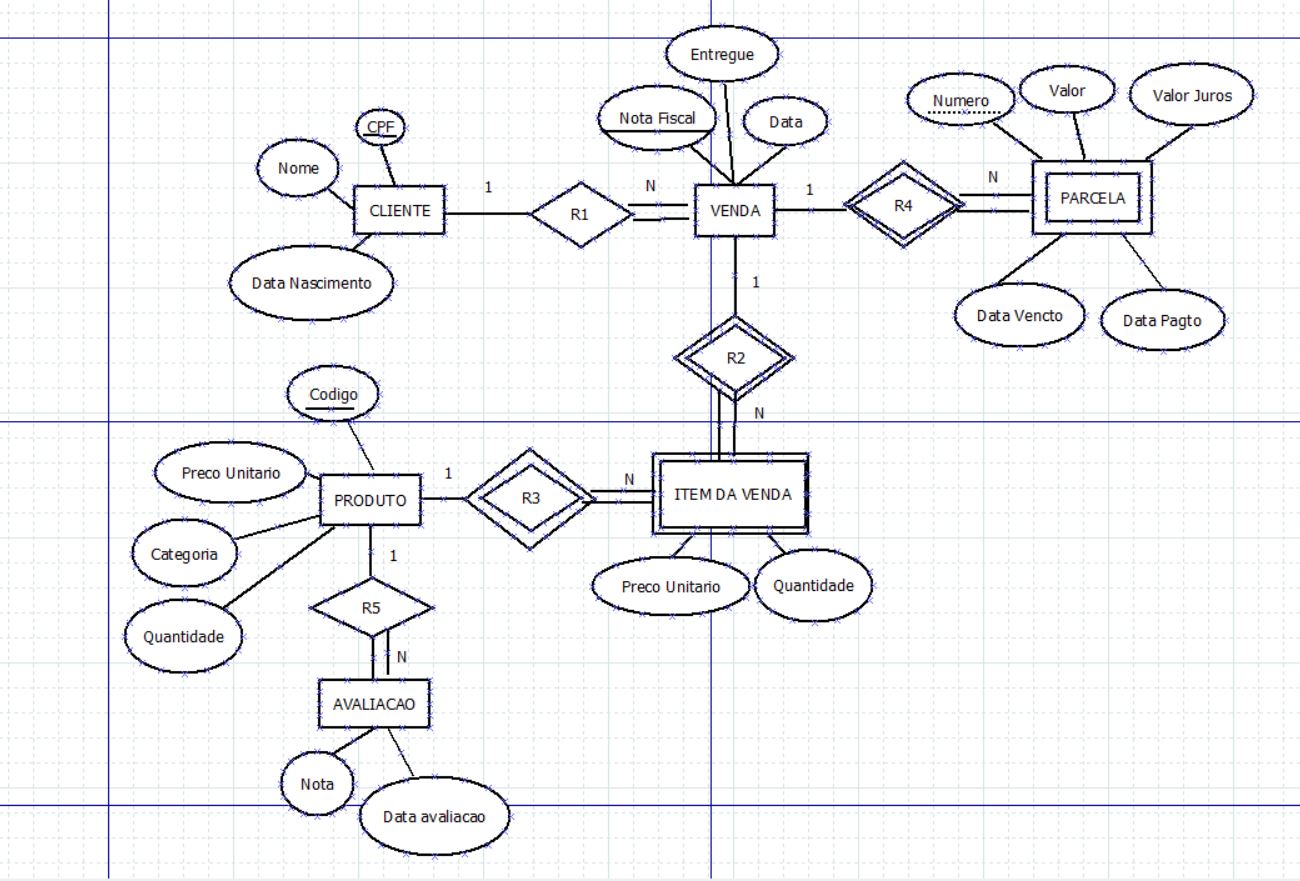 Entregue
Nota Fiscal
Data
Numero
Valor
Valor Juros
CPF
Nome
CLIENTE
1
R1
N
VENDA
1
R4
N
PARCELA
Data Nascimento
1
Data Vencto
Data Pagto
R2
N
Codigo
Preco Unitario
PRODUTO
1
R3
N
ITEM DA VENDA
Categoria
1
Preco Unitario
Quantidade
Quantidade
R5
N
AVALIACAO
Nota
Data avaliacao